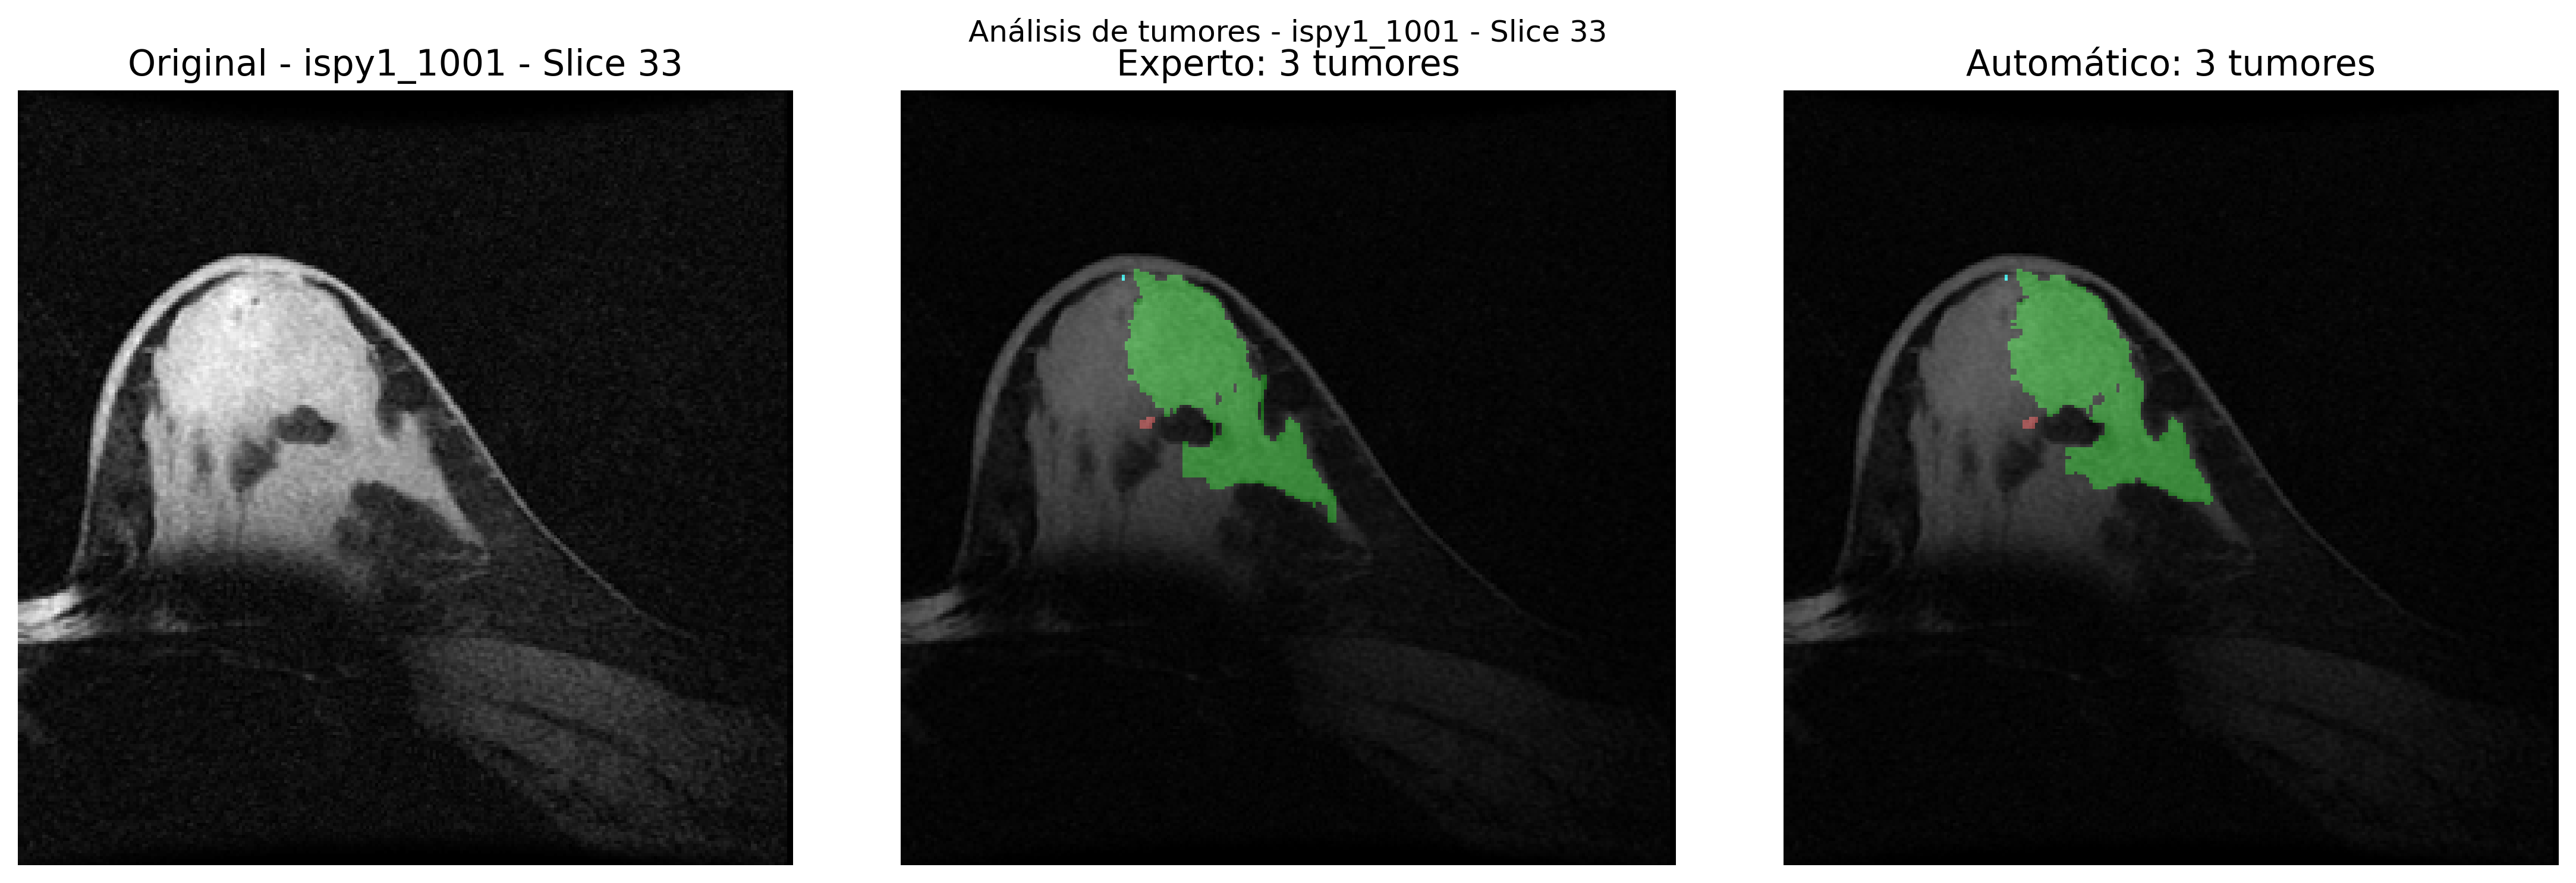 Análisis de tumores - ispy1_1001 - Slice 33
Original - ispy1_1001 - Slice 33
Experto: 3 tumores
Automático: 3 tumores